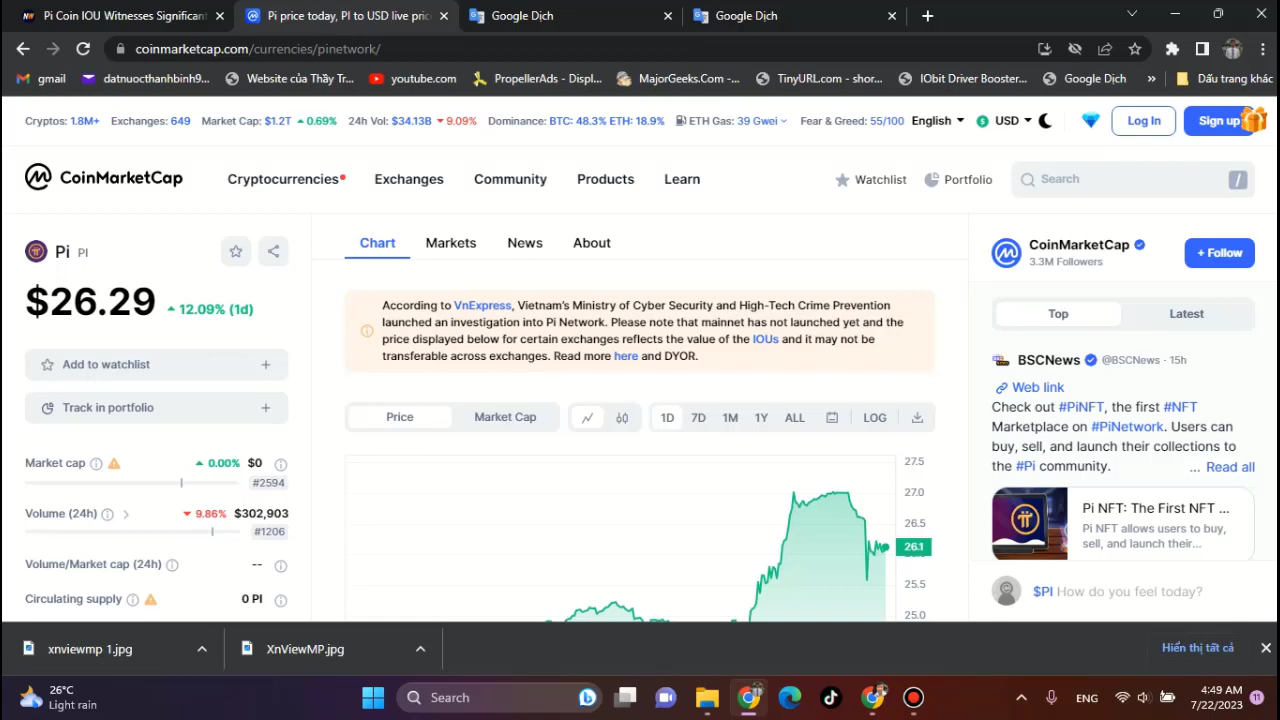 Pi Coin IOU Witnesses Significant
Pi price today, PI to USD live price
Google Dịch
Google Dịch
coinmarketcap.com/currencies/pinetwork/
gmail
datnuocthanhbinh9...
Website của Thầy Tr...
youtube.com
PropellerAds - Displ...
MajorGeeks.Com -...
TinyURL.com - shor...
IObit Driver Booster...
Google Dịch
»
Dấu trang khác
Cryptos: 1.8M+ Exchanges: 649 Market Cap: $1.2T 0.69% 24h Vol: $34.13B 9.09% Dominance: BTC: 48.3% ETH: 18.9% ETH Gas: 39 Gwei Fear & Greed: 55/100 English USD
Log In
Sign up
CoinMarketCap
Cryptocurrencies Exchanges Community Products Learn
Watchlist Portfolio
Search /
Pi PI
$26.29 12.09% (1d)
Add to watchlist +
Track in portfolio +
Market cap 0.00% $0
#2594
Volume (24h) 9.86% $302,903
#1206
Volume/Market cap (24h) --
Circulating supply 0 PI
Chart Markets News About
According to VnExpress, Vietnam's Ministry of Cyber Security and High-Tech Crime Prevention
launched an investigation into Pi Network. Please note that mainnet has not launched yet and the
price displayed below for certain exchanges reflects the value of the IOUs and it may not be
transferable across exchanges. Read more here and DYOR.
Price Market Cap 1D 7D 1M 1Y ALL LOG
27.5
27.0
26.5
26.1
25.5
25.0
CoinMarketCap
3.3M Followers
+ Follow
Top Latest
BSCNews @BSCNews · 15h
Web link
Check out #PiNFT, the first #NFT
Marketplace on #PiNetwork. Users can
buy, sell, and launch their collections to
the #Pi community. ... Read all
Pi NFT: The First NFT ...
Pi NFT allows users to buy,
sell, and launch their...
$PI How do you feel today?
xnviewmp 1.jpg
XnViewMP.jpg
Hiển thị tất cả
26°C
Light rain
Search
ENG
4:49 AM
7/22/2023
11